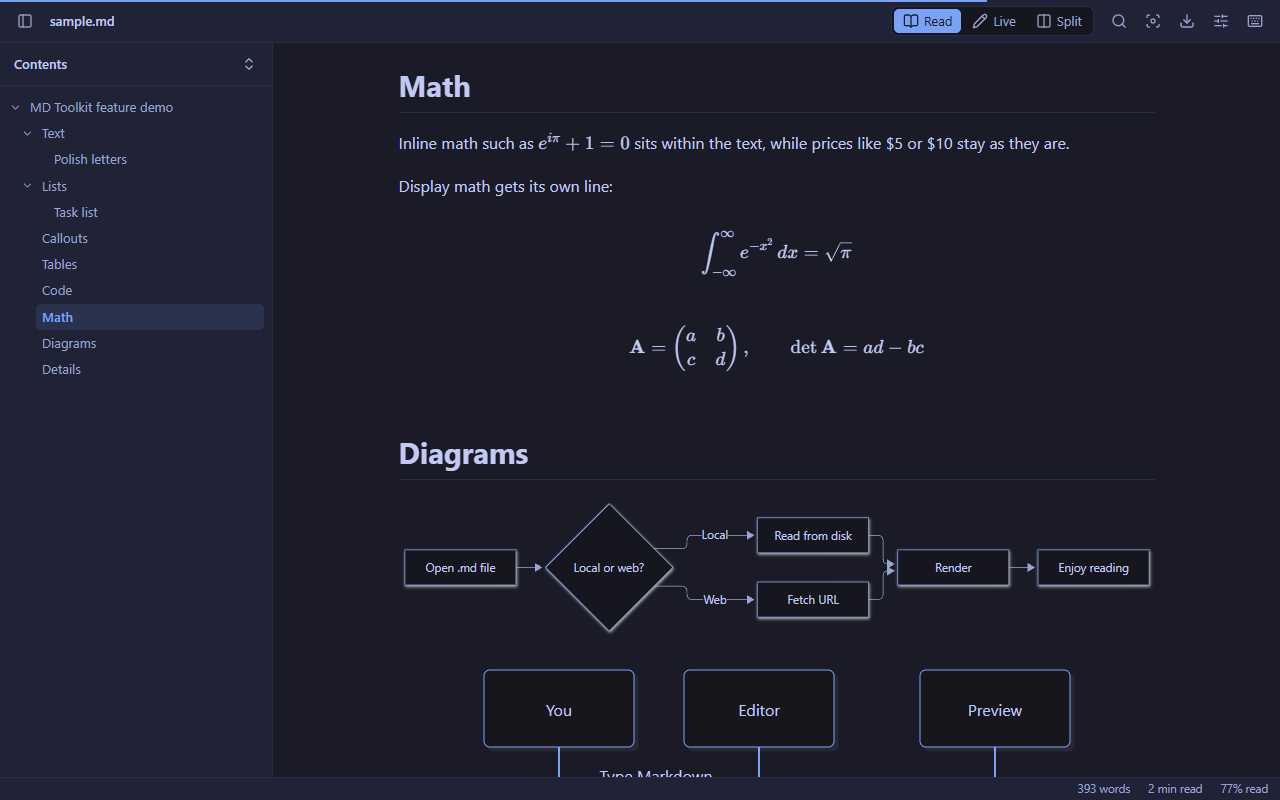 sample.md
Read
Live
Split
Contents
MD Toolkit feature demo
Text
Polish letters
Lists
Task list
Callouts
Tables
Code
Math
Diagrams
Details
Math
Inline math such as e^{iπ} + 1 = 0 sits within the text, while prices like $5 or $10 stay as they are.
Display math gets its own line:
∫_{−∞}^{∞} e^{−x²} dx = √π
A = (a b; c d), det A = ad − bc
Diagrams
Open .md file
Local or web?
Local
Read from disk
Web
Fetch URL
Render
Enjoy reading
You
Editor
Preview
Type Markdown
393 words
2 min read
77% read